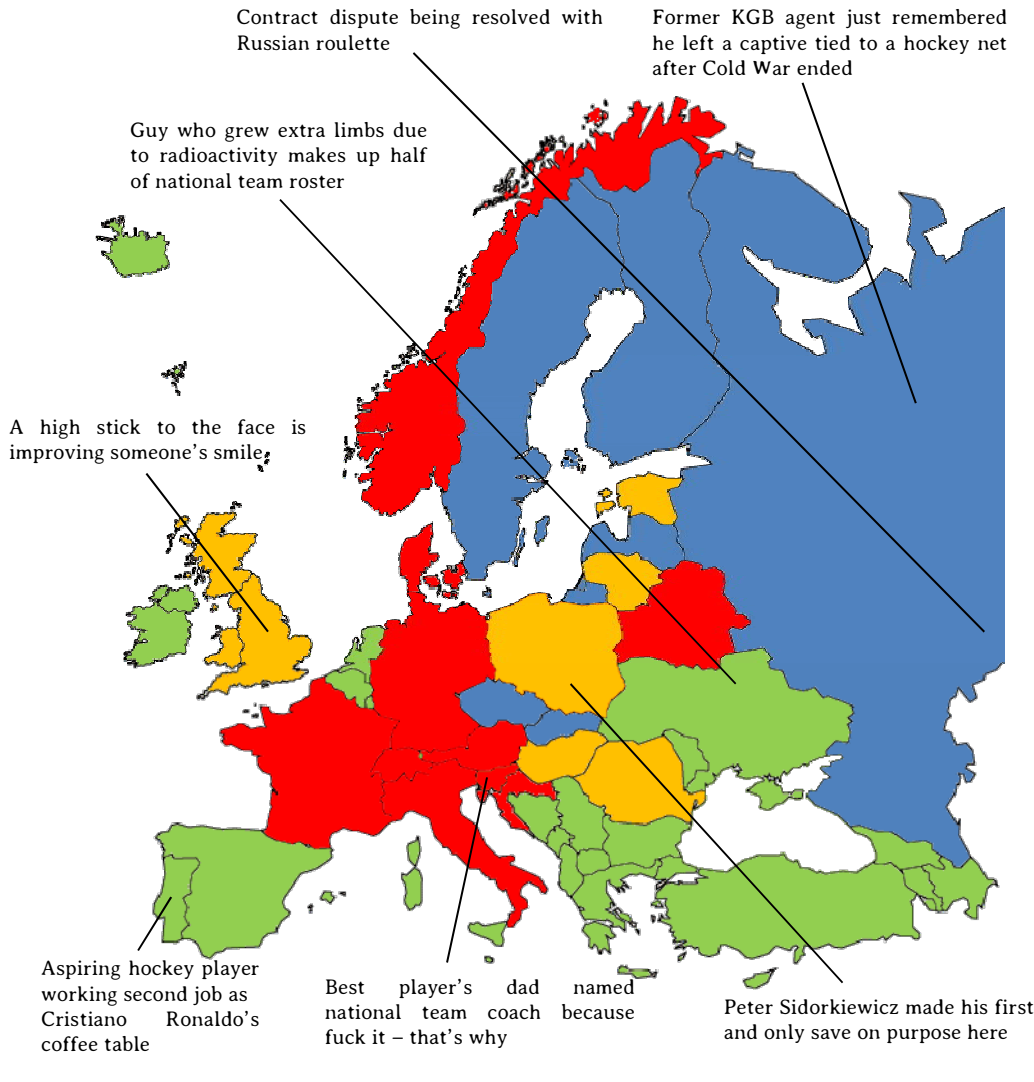 Contract dispute being resolved with
Russian roulette
Former KGB agent just remembered
he left a captive tied to a hockey net
after Cold War ended
Guy who grew extra limbs due
to radioactivity makes up half
of national team roster
A high stick to the face is
improving someone's smile
Aspiring hockey player
working second job as
Cristiano Ronaldo's
coffee table
Best player's dad named
national team coach because
fuck it – that's why
Peter Sidorkiewicz made his first
and only save on purpose here